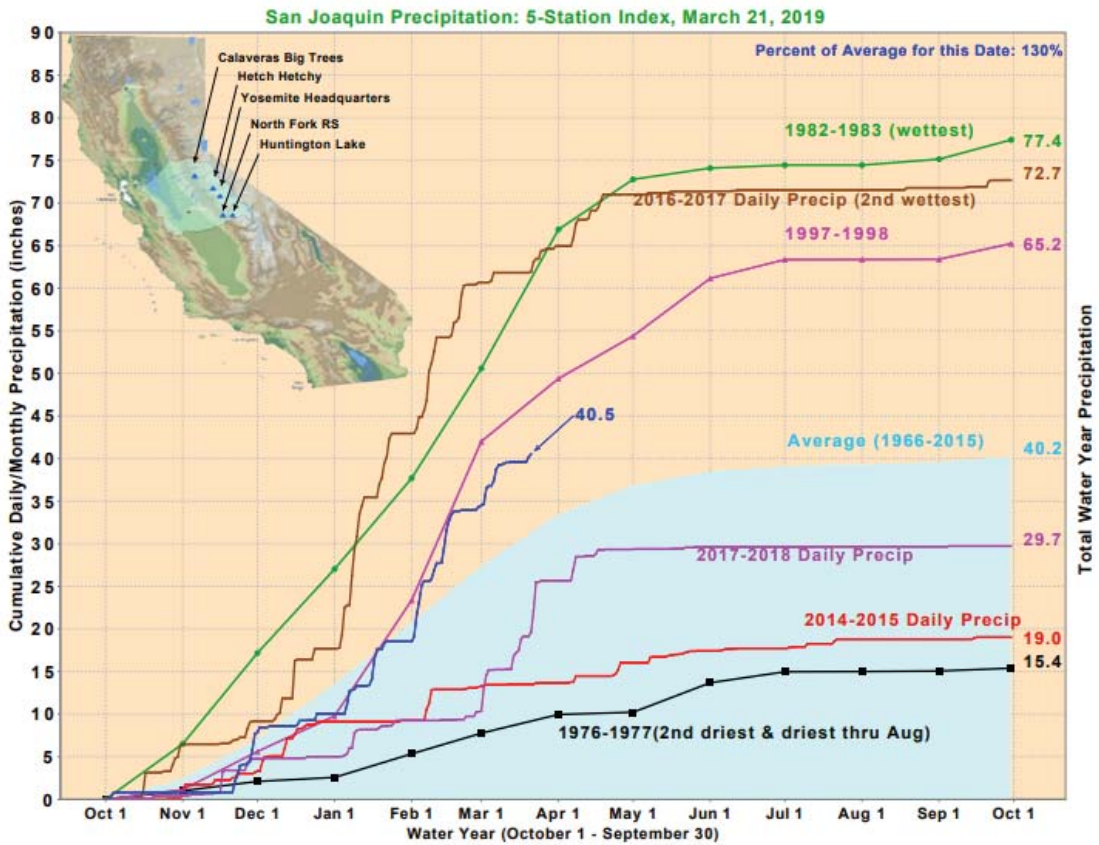 San Joaquin Precipitation: 5-Station Index, March 21, 2019
Percent of Average for this Date: 130%
Calaveras Big Trees
Hetch Hetchy
Yosemite Headquarters
North Fork RS
Huntington Lake
Cumulative Daily/Monthly Precipitation (inches)
90
85
80
75
70
65
60
55
50
45
40
35
30
25
20
15
10
5
0
1982-1983 (wettest)
77.4
72.7
2016-2017 Daily Precip (2nd wettest)
1997-1998
65.2
40.5
Average (1966-2015)
40.2
29.7
2017-2018 Daily Precip
2014-2015 Daily Precip
19.0
15.4
1976-1977(2nd driest & driest thru Aug)
Total Water Year Precipitation
Oct 1 Nov 1 Dec 1 Jan 1 Feb 1 Mar 1 Apr 1 May 1 Jun 1 Jul 1 Aug 1 Sep 1 Oct 1
Water Year (October 1 - September 30)